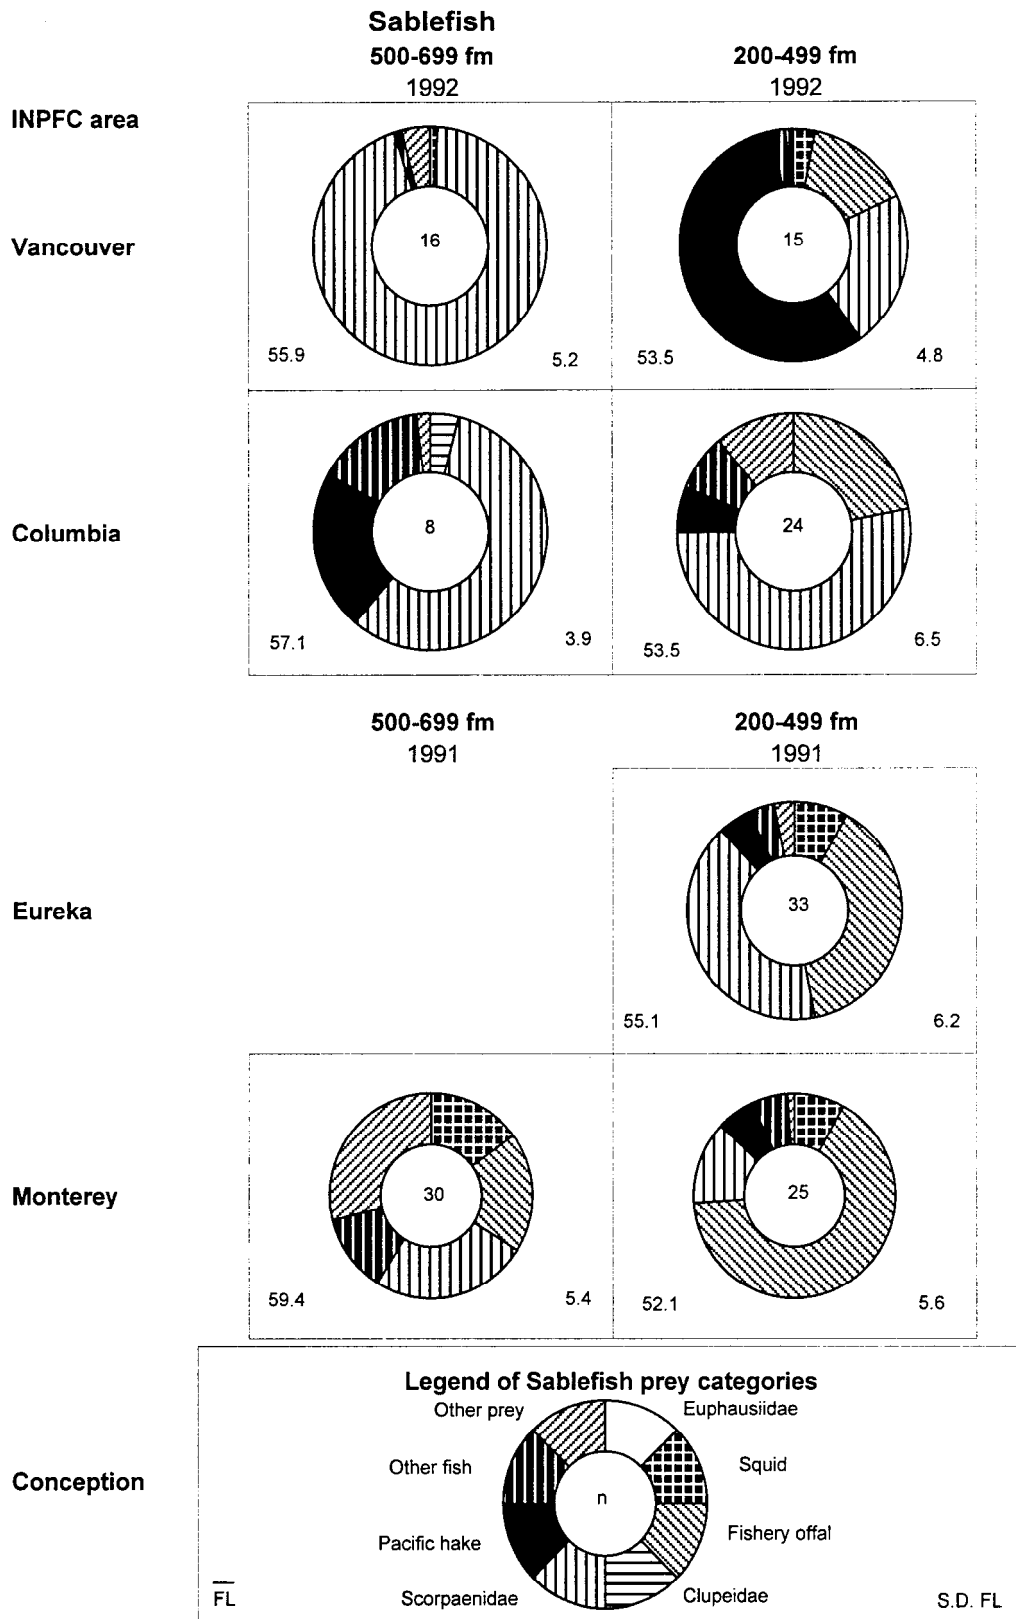 Sablefish
500-699 fm
200-499 fm
1992
1992
INPFC area
Vancouver
16
15
55.9
5.2
53.5
4.8
Columbia
8
24
57.1
3.9
53.5
6.5
500-699 fm
200-499 fm
1991
1991
Eureka
33
55.1
6.2
Monterey
30
25
59.4
5.4
52.1
5.6
Legend of Sablefish prey categories
Other prey
Euphausiidae
Other fish
Squid
Conception
n
Pacific hake
Fishery offal
Scorpaenidae
Clupeidae
FL
S.D. FL